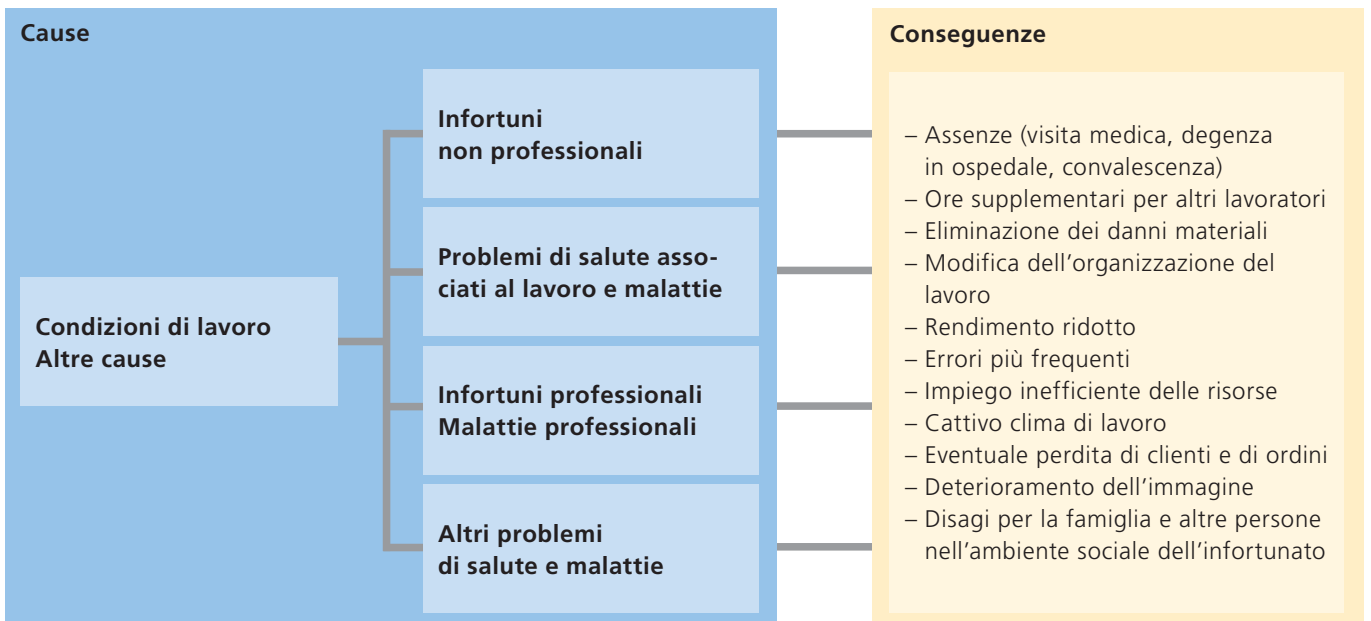 Cause
Condizioni di lavoro
Altre cause
Infortuni
non professionali
Problemi di salute asso-
ciati al lavoro e malattie
Infortuni professionali
Malattie professionali
Altri problemi
di salute e malattie
Conseguenze
– Assenze (visita medica, degenza
in ospedale, convalescenza)
– Ore supplementari per altri lavoratori
– Eliminazione dei danni materiali
– Modifica dell’organizzazione del
lavoro
– Rendimento ridotto
– Errori più frequenti
– Impiego inefficiente delle risorse
– Cattivo clima di lavoro
– Eventuale perdita di clienti e di ordini
– Deterioramento dell’immagine
– Disagi per la famiglia e altre persone
nell’ambiente sociale dell’infortunato